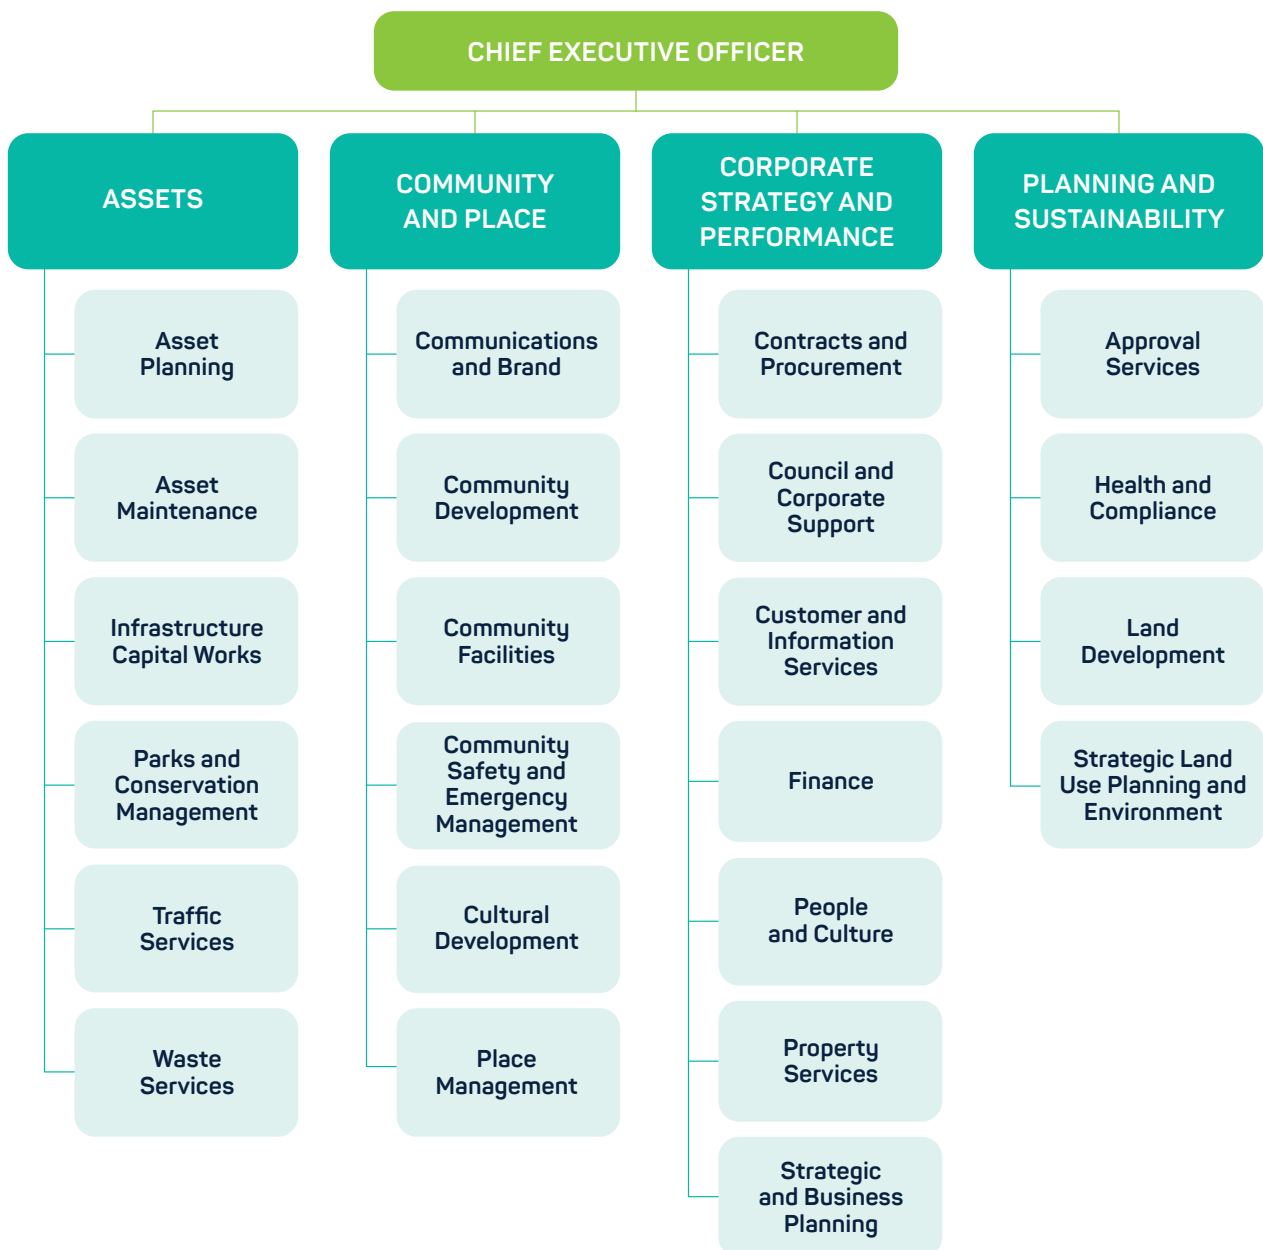 CHIEF EXECUTIVE OFFICER
ASSETS
Asset
Planning
Asset
Maintenance
Infrastructure
Capital Works
Parks and
Conservation
Management
Traffic
Services
Waste
Services
COMMUNITY
AND PLACE
Communications
and Brand
Community
Development
Community
Facilities
Community
Safety and
Emergency
Management
Cultural
Development
Place
Management
CORPORATE
STRATEGY AND
PERFORMANCE
Contracts and
Procurement
Council and
Corporate
Support
Customer and
Information
Services
Finance
People
and Culture
Property
Services
Strategic
and Business
Planning
PLANNING AND
SUSTAINABILITY
Approval
Services
Health and
Compliance
Land
Development
Strategic Land
Use Planning and
Environment